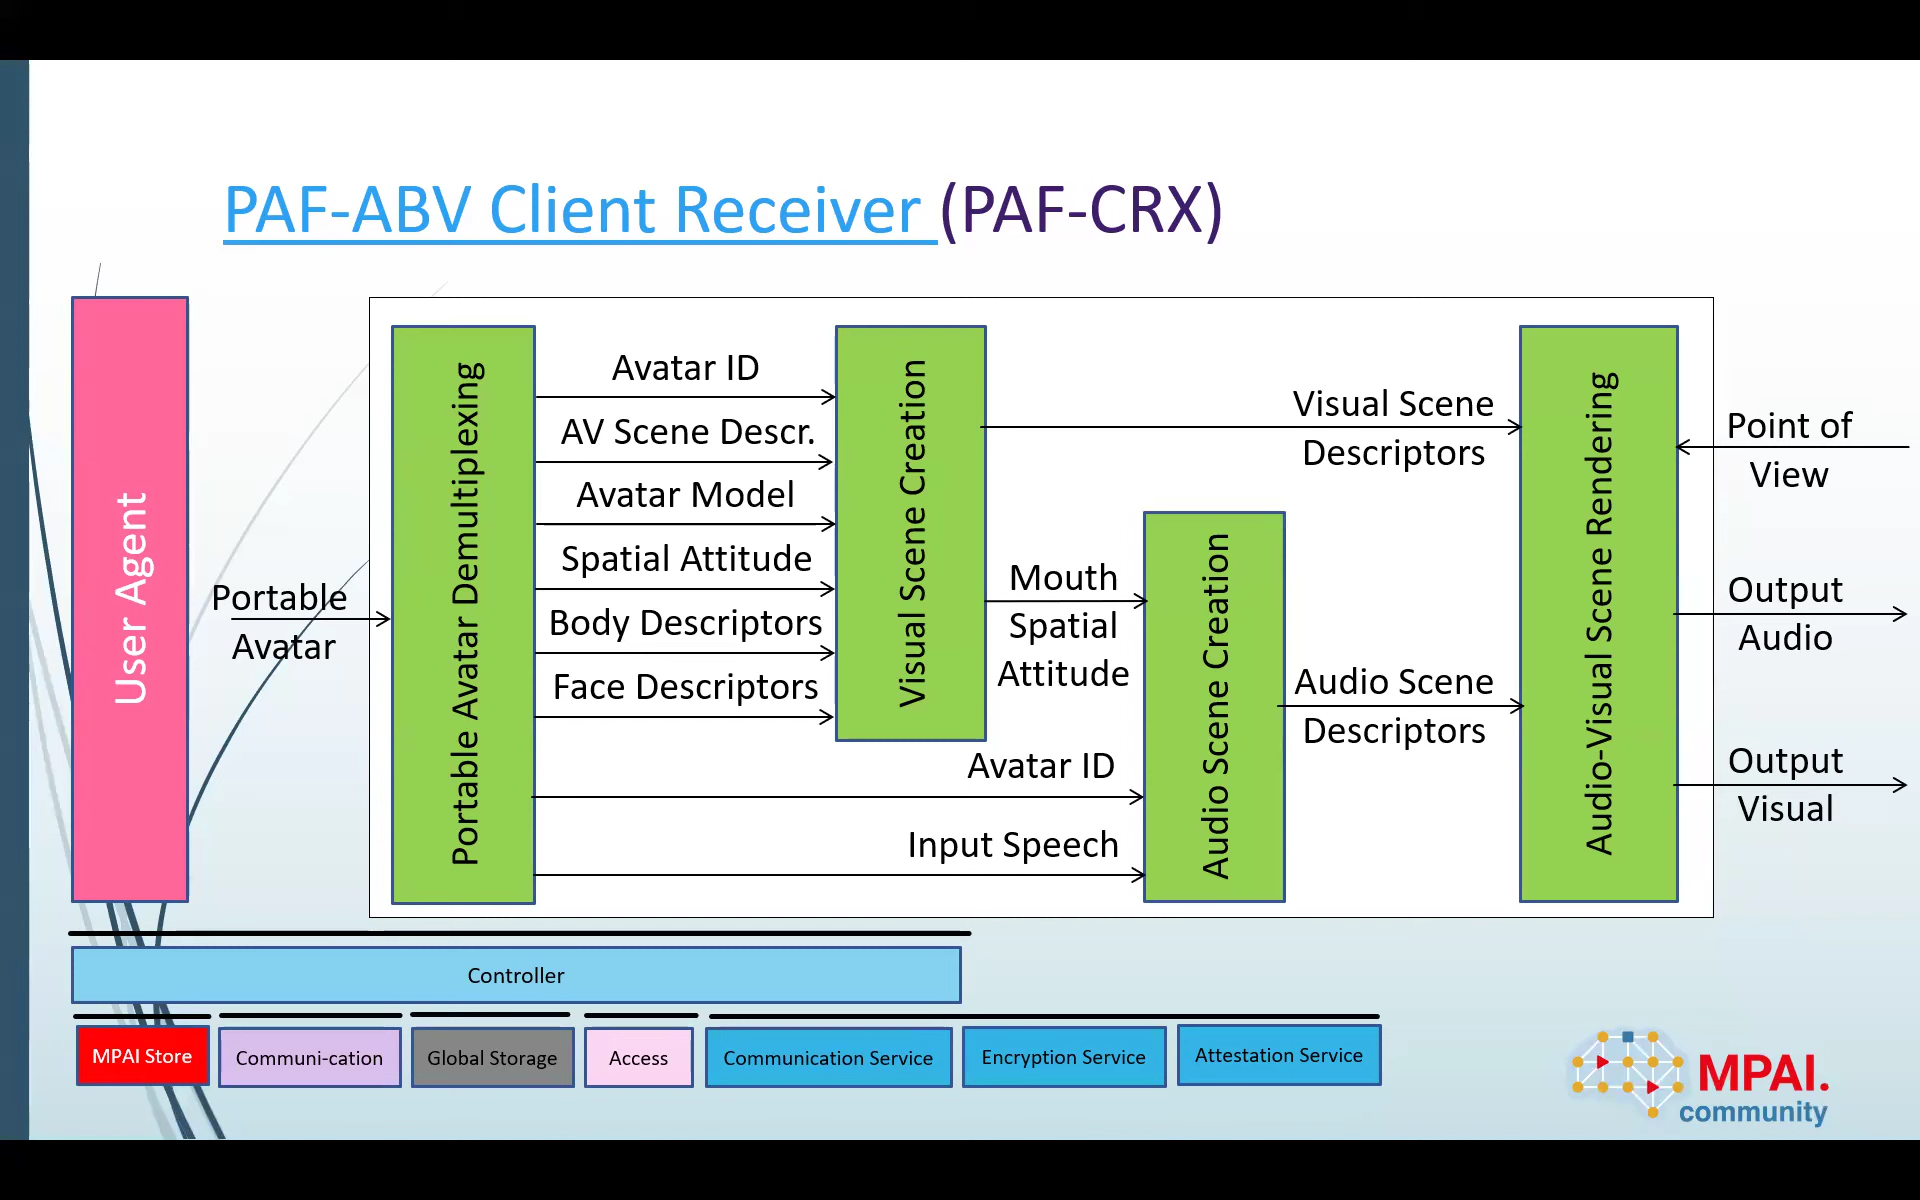 PAF-ABV Client Receiver (PAF-CRX)
User Agent
Portable
Avatar
Portable Avatar Demultiplexing
Avatar ID
AV Scene Descr.
Avatar Model
Spatial Attitude
Body Descriptors
Face Descriptors
Visual Scene Creation
Mouth
Spatial
Attitude
Avatar ID
Input Speech
Audio Scene Creation
Visual Scene
Descriptors
Audio Scene
Descriptors
Audio-Visual Scene Rendering
Point of
View
Output
Audio
Output
Visual
Controller
MPAI Store
Communi-cation
Global Storage
Access
Communication Service
Encryption Service
Attestation Service
MPAI.
community